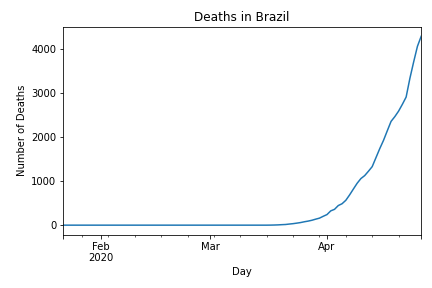 Deaths in Brazil
Number of Deaths
4000
3000
2000
1000
0
Feb
2020
Mar
Apr
Day